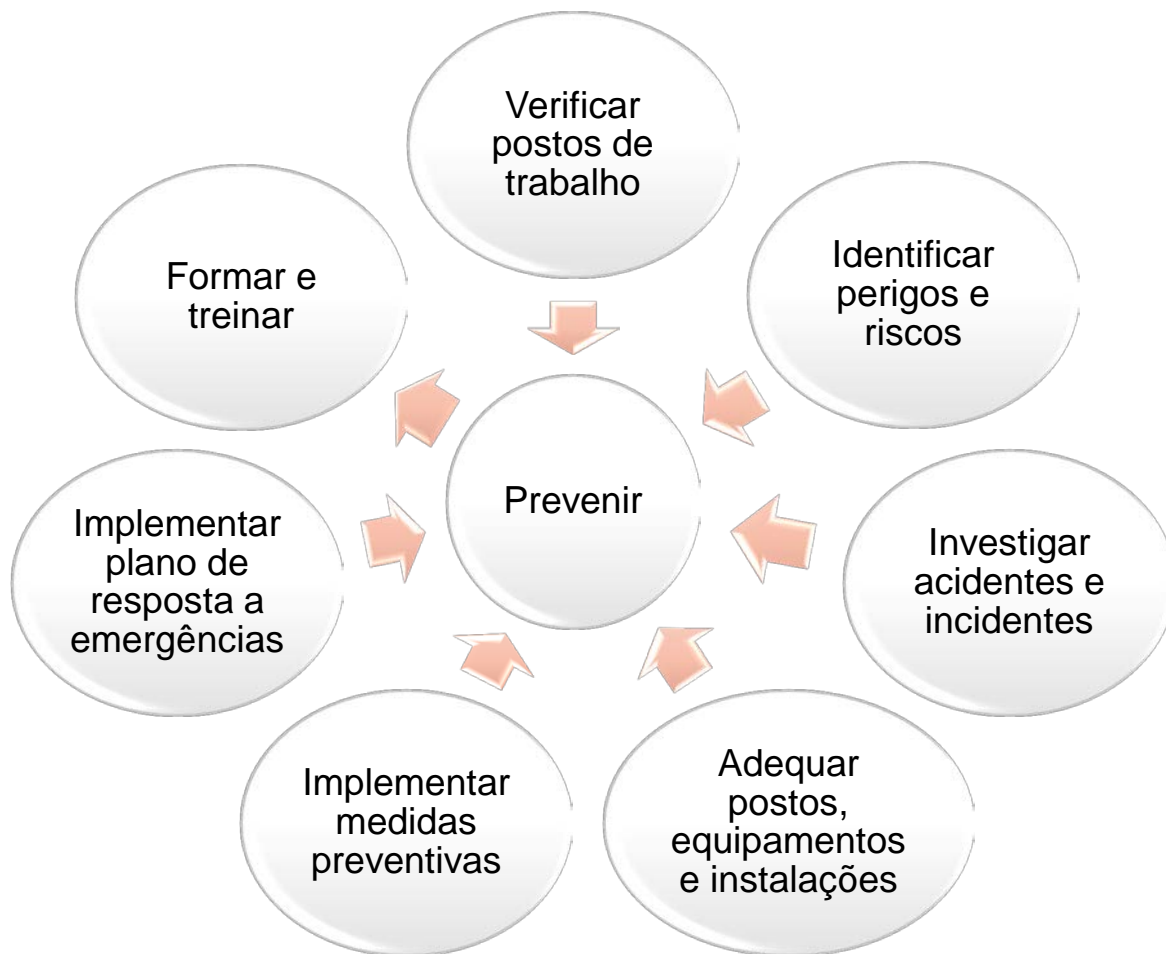 Verificar
postos de
trabalho
Identificar
perigos e
riscos
Investigar
acidentes e
incidentes
Adequar
postos,
equipamentos
e instalações
Implementar
medidas
preventivas
Implementar
plano de
resposta a
emergências
Formar e
treinar
Prevenir